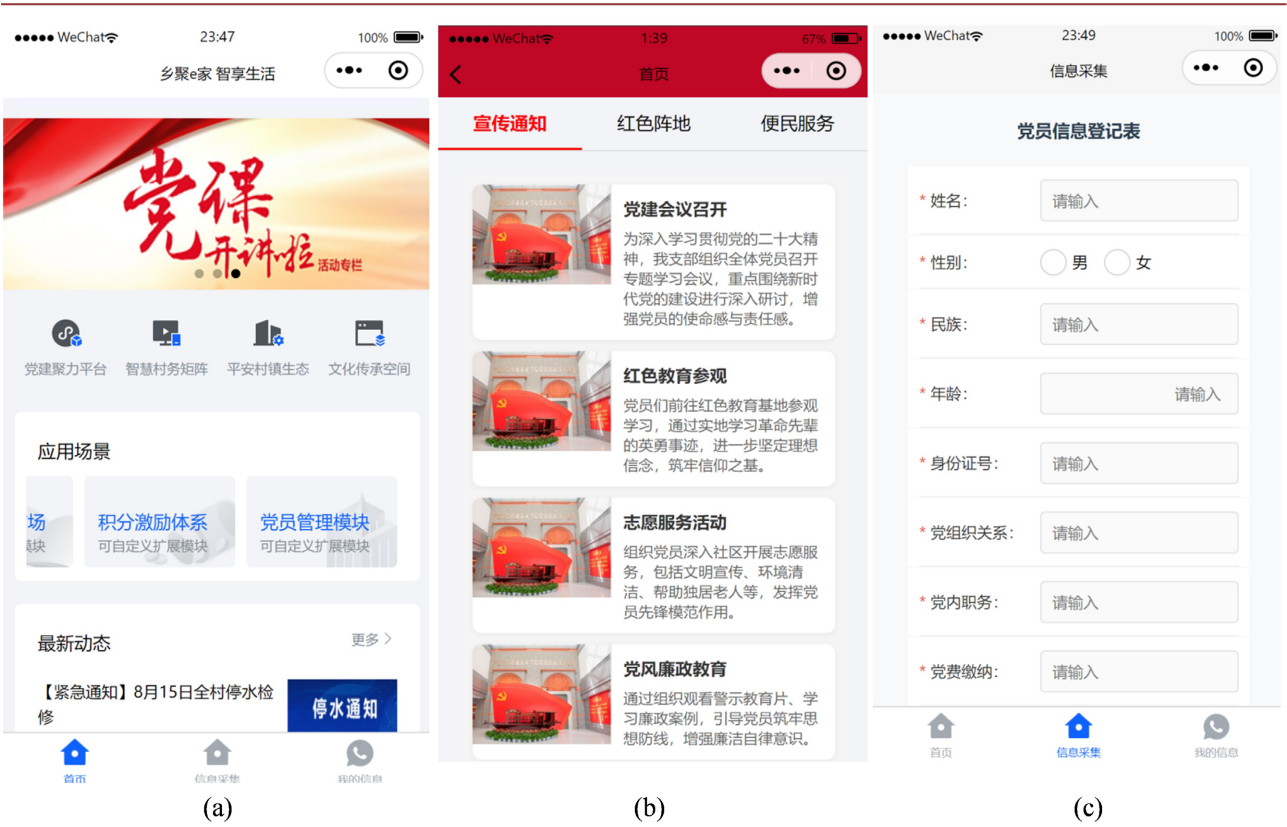 WeChat 23:47 100%
乡聚e家 智享生活
党课
开讲啦 活动专栏
党建聚力平台 智慧村务矩阵 平安村镇生态 文化传承空间
应用场景
场 积分激励体系 党员管理模块
模块 可自定义扩展模块 可自定义扩展模块
最新动态 更多
【紧急通知】8月15日全村停水检
修
停水通知
首页 信息采集 我的信息
(a)
WeChat 1:39 67%
首页
宣传通知 红色阵地 便民服务
党建会议召开
为深入学习贯彻党的二十大精
神，我支部组织全体党员召开
专题学习会议，重点围绕新时
代党的建设进行深入研讨，增
强党员的使命感与责任感。
红色教育参观
党员们前往红色教育基地参观
学习，通过实地学习革命先辈
的英勇事迹，进一步坚定理想
信念，筑牢信仰之基。
志愿服务活动
组织党员深入社区开展志愿服
务，包括文明宣传、环境清
洁、帮助独居老人等，发挥党
员先锋模范作用。
党风廉政教育
通过组织观看警示教育片、学
习廉政案例，引导党员筑牢思
想防线，增强廉洁自律意识。
(b)
WeChat 23:49 100%
信息采集
党员信息登记表
* 姓名: 请输入
* 性别: 男 女
* 民族: 请输入
* 年龄: 请输入
* 身份证号: 请输入
* 党组织关系: 请输入
* 党内职务: 请输入
* 党费缴纳: 请输入
首页 信息采集 我的信息
(c)